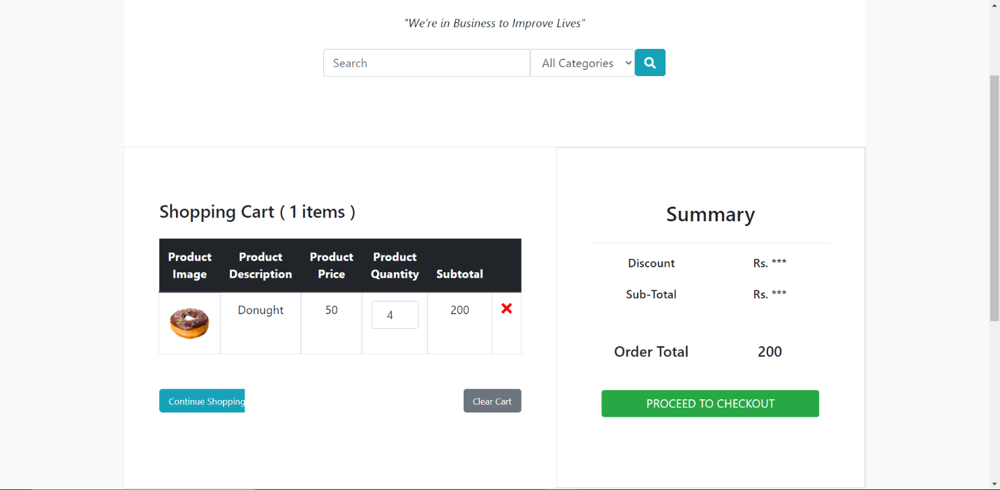 "We’re in Business to Improve Lives"
Search
All Categories
Shopping Cart ( 1 items )
Product Image
Product Description
Product Price
Product Quantity
Subtotal
Donught
50
4
200
Continue Shopping
Clear Cart
Summary
Discount Rs. ***
Sub-Total Rs. ***
Order Total 200
PROCEED TO CHECKOUT